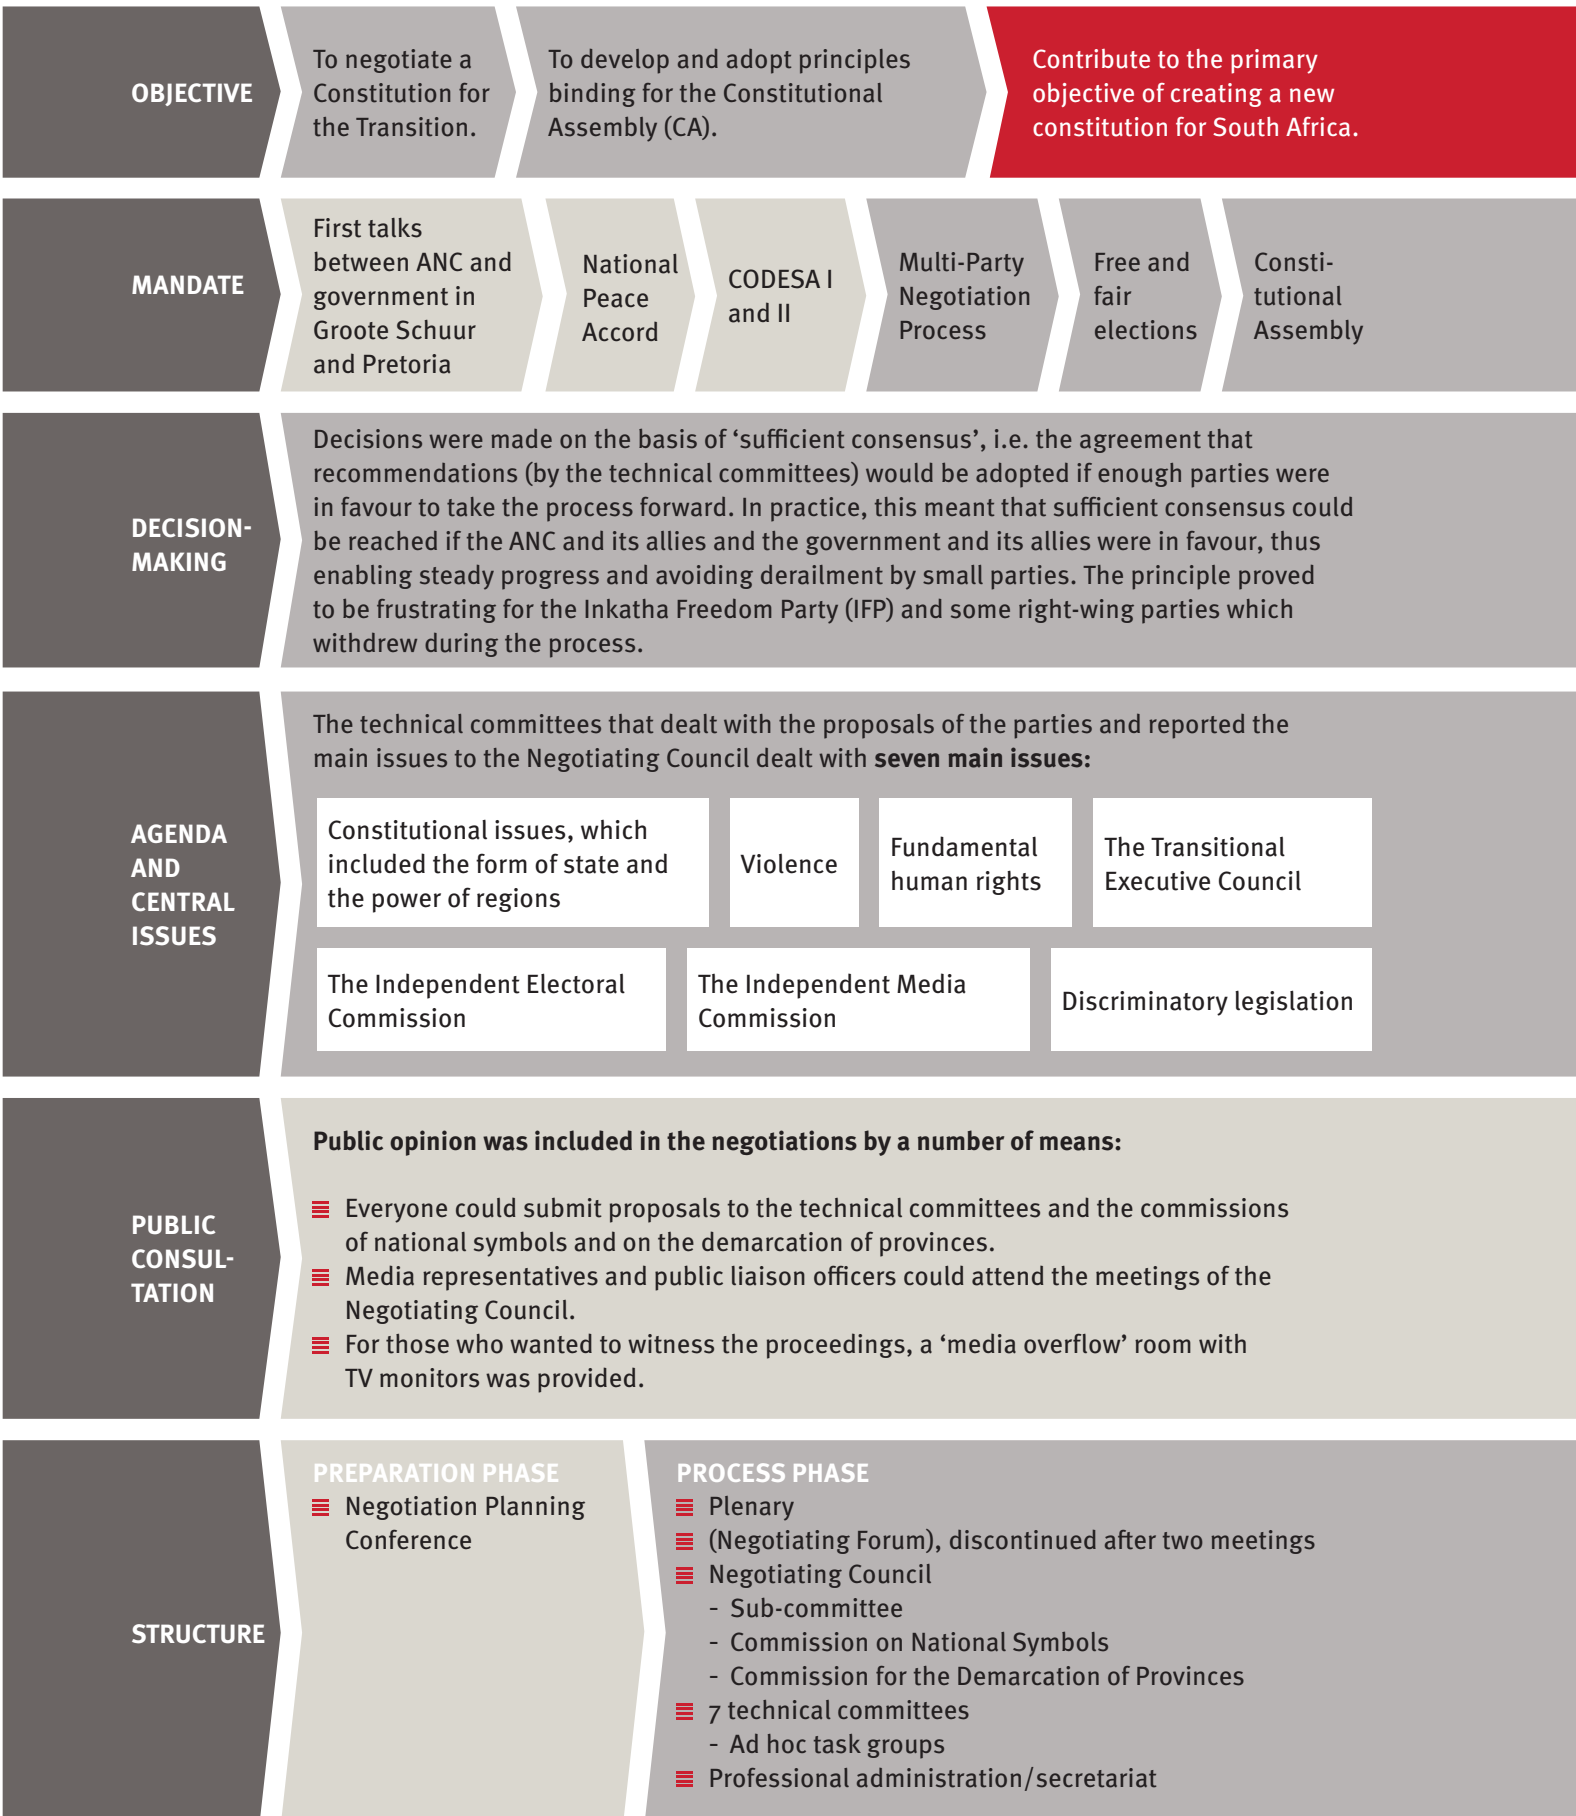 OBJECTIVE
To negotiate a
Constitution for
the Transition.
To develop and adopt principles
binding for the Constitutional
Assembly (CA).
Contribute to the primary
objective of creating a new
constitution for South Africa.
MANDATE
First talks
between ANC and
government in
Groote Schuur
and Pretoria
National
Peace
Accord
CODESA I
and II
Multi-Party
Negotiation
Process
Free and
fair
elections
Consti-
tutional
Assembly
DECISION-
MAKING
Decisions were made on the basis of ‘sufficient consensus’, i.e. the agreement that
recommendations (by the technical committees) would be adopted if enough parties were
in favour to take the process forward. In practice, this meant that sufficient consensus could
be reached if the ANC and its allies and the government and its allies were in favour, thus
enabling steady progress and avoiding derailment by small parties. The principle proved
to be frustrating for the Inkatha Freedom Party (IFP) and some right-wing parties which
withdrew during the process.
AGENDA
AND
CENTRAL
ISSUES
The technical committees that dealt with the proposals of the parties and reported the
main issues to the Negotiating Council dealt with seven main issues:
Constitutional issues, which
included the form of state and
the power of regions
Violence
Fundamental
human rights
The Transitional
Executive Council
The Independent Electoral
Commission
The Independent Media
Commission
Discriminatory legislation
PUBLIC
CONSUL-
TATION
Public opinion was included in the negotiations by a number of means:
Everyone could submit proposals to the technical committees and the commissions
of national symbols and on the demarcation of provinces.
Media representatives and public liaison officers could attend the meetings of the
Negotiating Council.
For those who wanted to witness the proceedings, a ‘media overflow’ room with
TV monitors was provided.
STRUCTURE
PREPARATION PHASE
Negotiation Planning
Conference
PROCESS PHASE
Plenary
(Negotiating Forum), discontinued after two meetings
Negotiating Council
- Sub-committee
- Commission on National Symbols
- Commission for the Demarcation of Provinces
7 technical committees
- Ad hoc task groups
Professional administration/secretariat